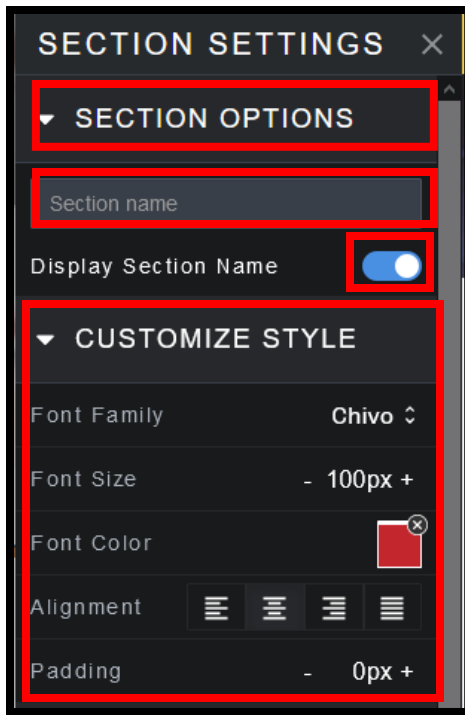 SECTION SETTINGS
SECTION OPTIONS
Section name
Display Section Name
CUSTOMIZE STYLE
Font Family Chivo
Font Size - 100px +
Font Color
Alignment
Padding - 0px +